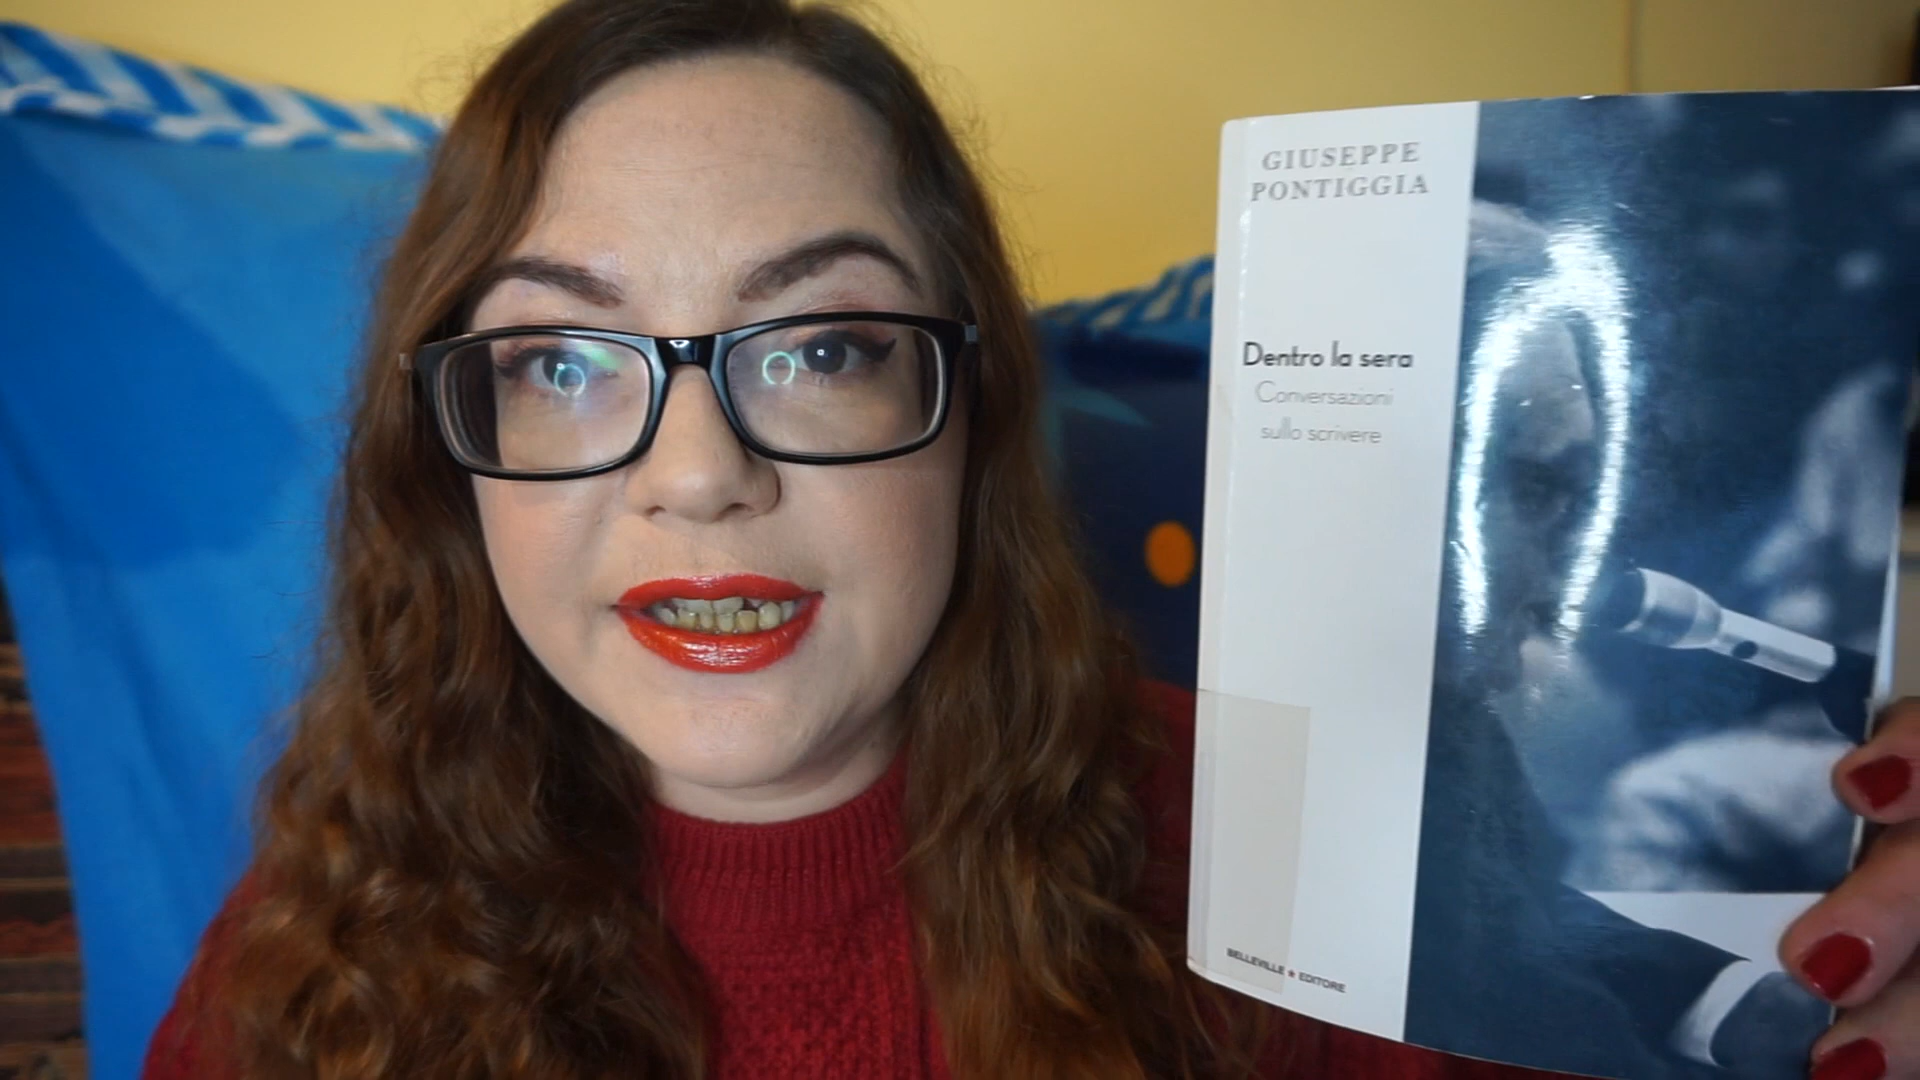 GIUSEPPE
PONTIGGIA
Dentro la sera
Conversazioni
sullo scrivere
BELLEVILLE ★ EDITORE